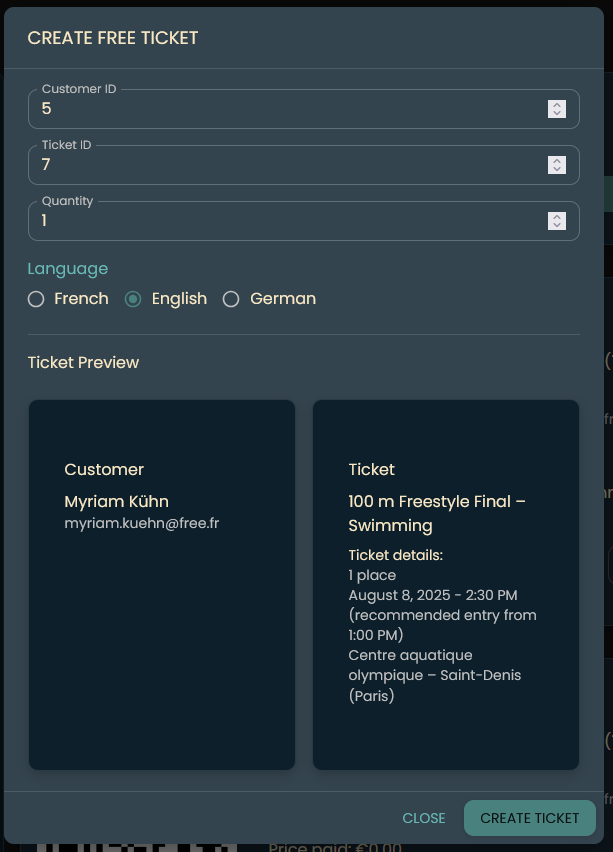 CREATE FREE TICKET
Customer ID
5
Ticket ID
7
Quantity
1
Language
French
English
German
Ticket Preview
Customer
Myriam Kühn
myriam.kuehn@free.fr
Ticket
100 m Freestyle Final –
Swimming
Ticket details:
1 place
August 8, 2025 - 2:30 PM
(recommended entry from
1:00 PM)
Centre aquatique
olympique – Saint-Denis
(Paris)
CLOSE
CREATE TICKET
Price paid: €0.00